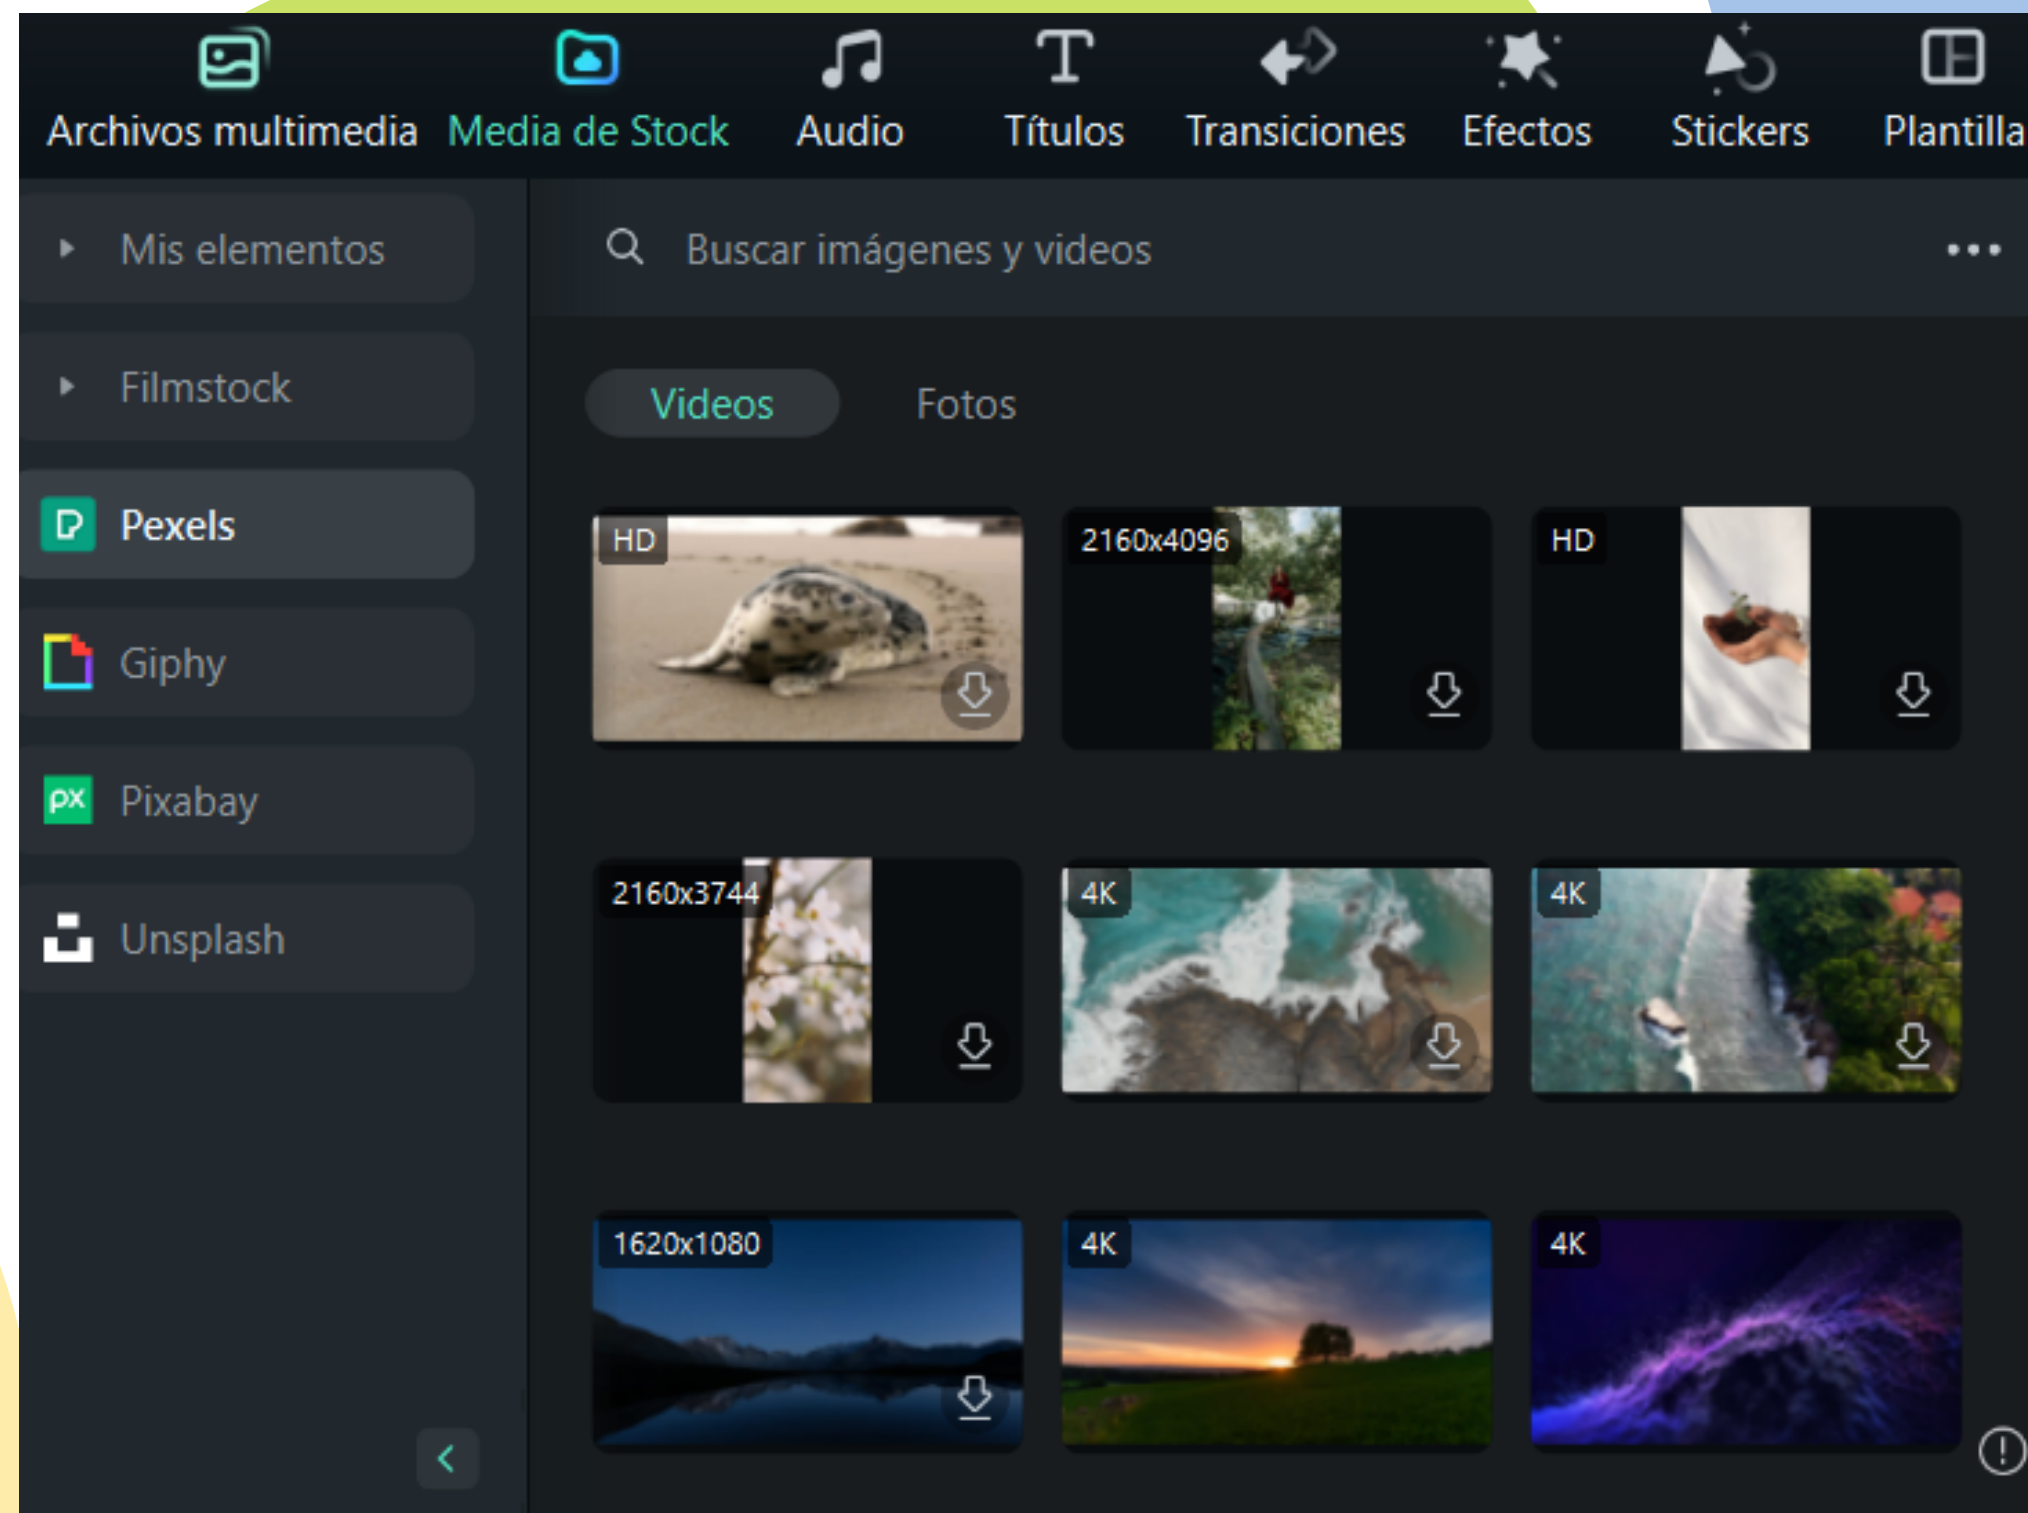 Archivos multimedia Media de Stock Audio Títulos Transiciones Efectos Stickers Plantilla
Mis elementos
Buscar imágenes y videos
Filmstock
Videos Fotos
Pexels
HD 2160x4096 HD
Giphy
px Pixabay
2160x3744 4K 4K
Unsplash
1620x1080 4K 4K